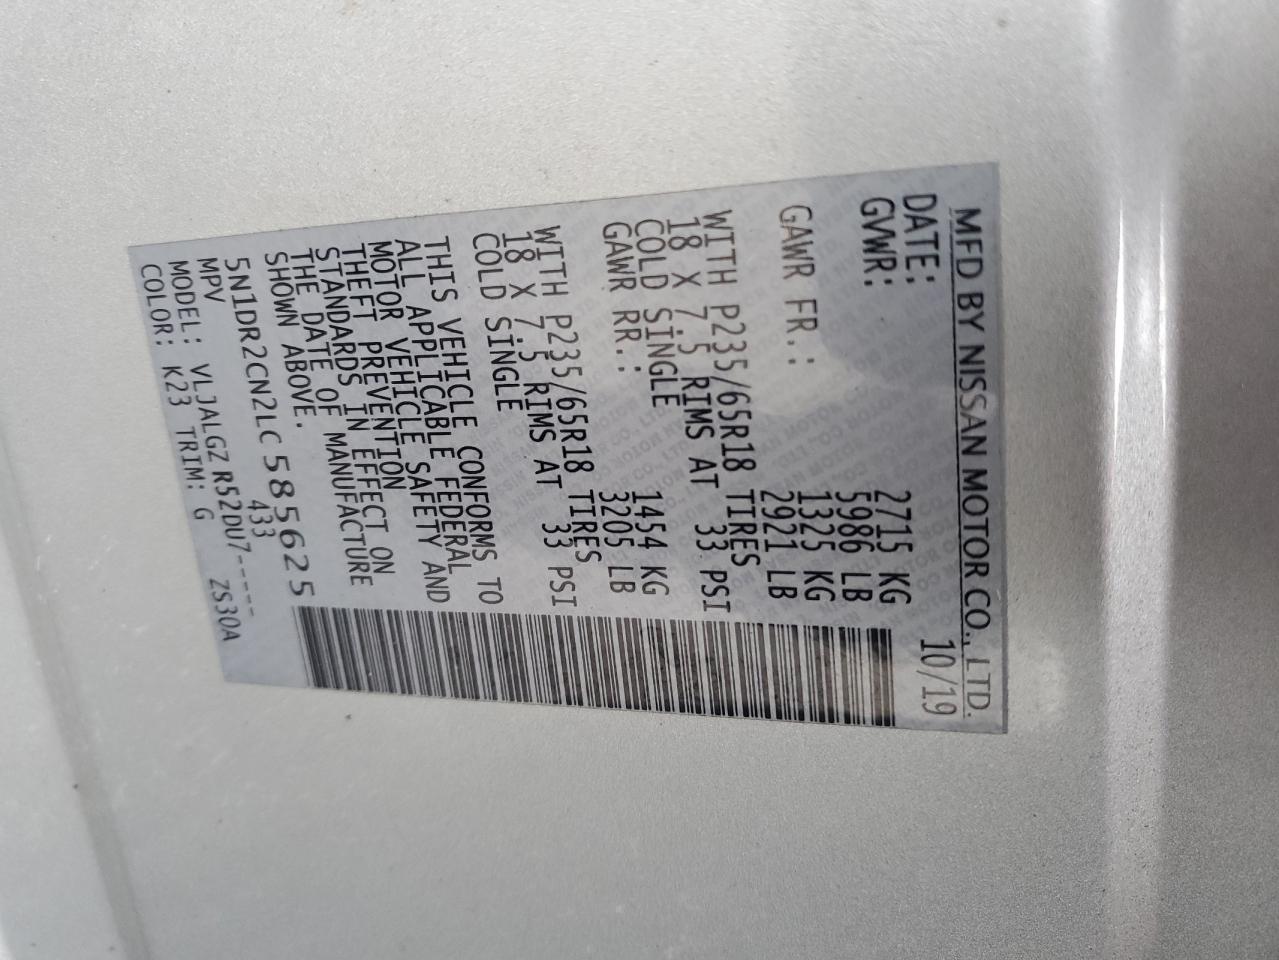 MFD BY NISSAN MOTOR CO., LTD.
DATE: 10/19
GVWR: 2715 KG
5986 LB
GAWR FR.: 1325 KG
2921 LB
WITH P235/65R18 TIRES
18 X 7.5 RIMS AT 33 PSI
COLD SINGLE
GAWR RR.: 1454 KG
3205 LB
WITH P235/65R18 TIRES
18 X 7.5 RIMS AT 33 PSI
COLD SINGLE
THIS VEHICLE CONFORMS TO
ALL APPLICABLE FEDERAL
MOTOR VEHICLE SAFETY AND
THEFT PREVENTION
STANDARDS IN EFFECT ON
THE DATE OF MANUFACTURE
SHOWN ABOVE.
5N1DR2CN2LC585625
MPV 433
MODEL: VLJALGZ R52DU7-----
COLOR: K23 TRIM: G ZS30A